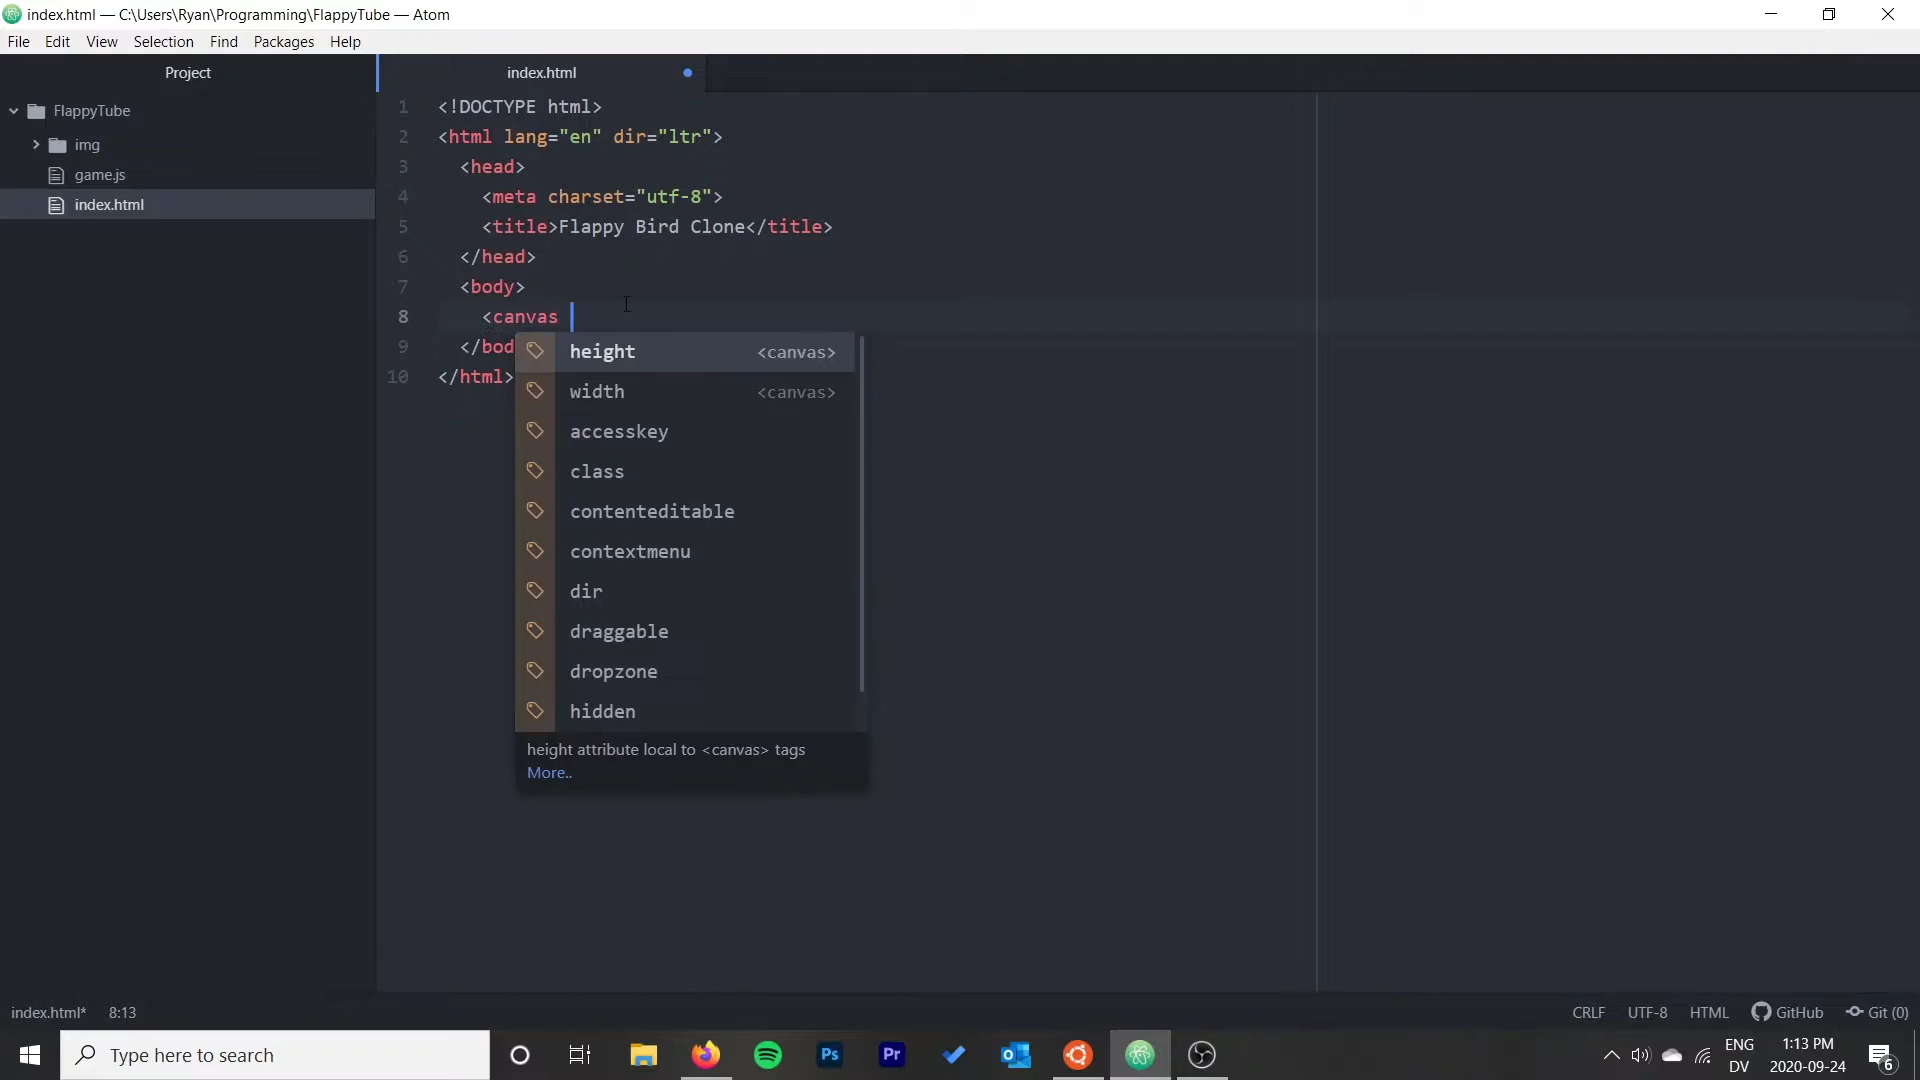 index.html — C:\Users\Ryan\Programming\FlappyTube — Atom
File Edit View Selection Find Packages Help
Project
index.html
FlappyTube
img
game.js
index.html
1 <!DOCTYPE html>
2 <html lang="en" dir="ltr">
3 <head>
4 <meta charset="utf-8">
5 <title>Flappy Bird Clone</title>
6 </head>
7 <body>
8 <canvas
9 </bod
10 </html>
height <canvas>
width <canvas>
accesskey
class
contenteditable
contextmenu
dir
draggable
dropzone
hidden
height attribute local to <canvas> tags
More..
index.html* 8:13
CRLF UTF-8 HTML GitHub Git (0)
Type here to search
Ps
Pr
ENG
DV
1:13 PM
2020-09-24
6